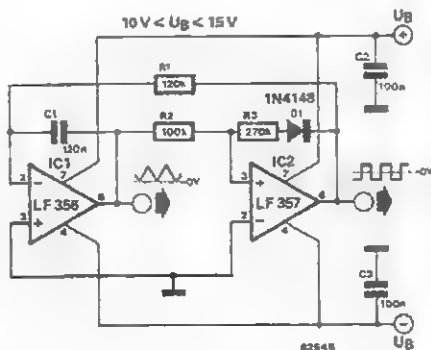 10 V < UB < 15 V
UB
+
R1
120k
C2
100n
1N4148
C1
120n
R2
100k
R3
270k
D1
IC1
IC2
2
7
3
7
LF 356
6
0V
LF 357
6
0V
3
4
2
4
C3
100n
UB
82545